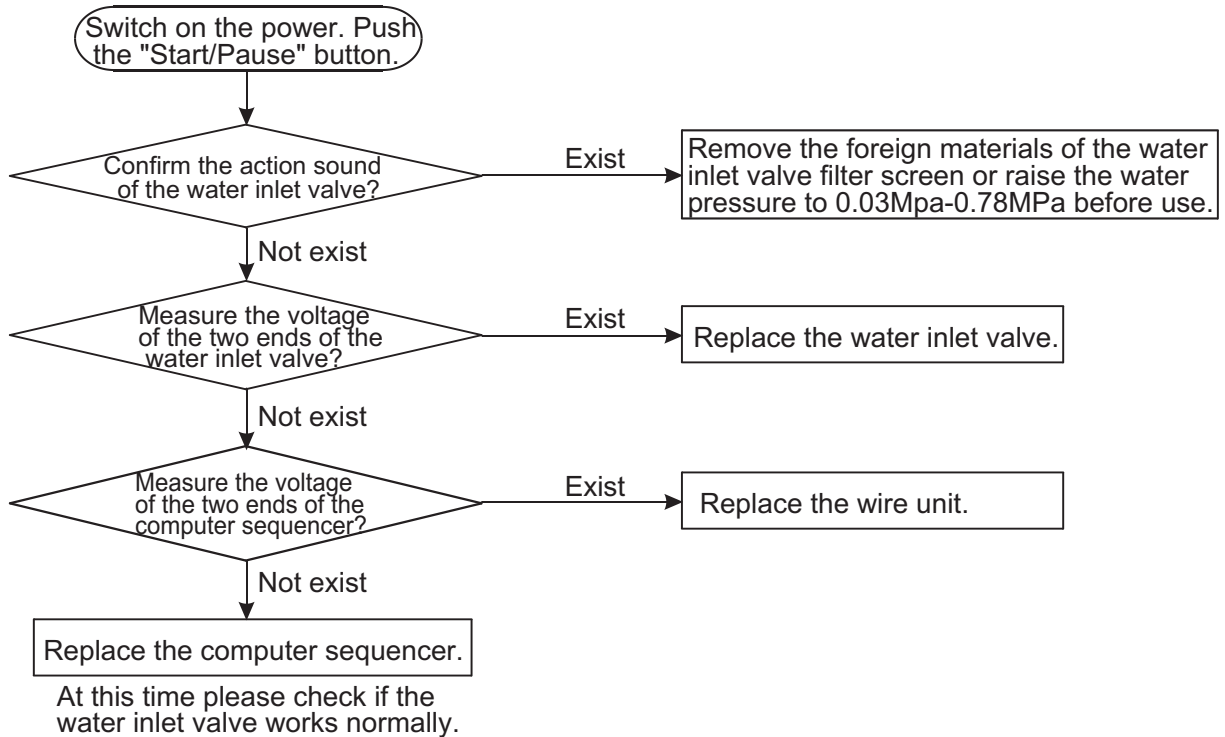 Switch on the power. Push
the "Start/Pause" button.
Confirm the action sound
of the water inlet valve?
Exist
Remove the foreign materials of the water
inlet valve filter screen or raise the water
pressure to 0.03Mpa-0.78MPa before use.
Not exist
Measure the voltage
of the two ends of the
water inlet valve?
Exist
Replace the water inlet valve.
Not exist
Measure the voltage
of the two ends of the
computer sequencer?
Exist
Replace the wire unit.
Not exist
Replace the computer sequencer.
At this time please check if the
water inlet valve works normally.